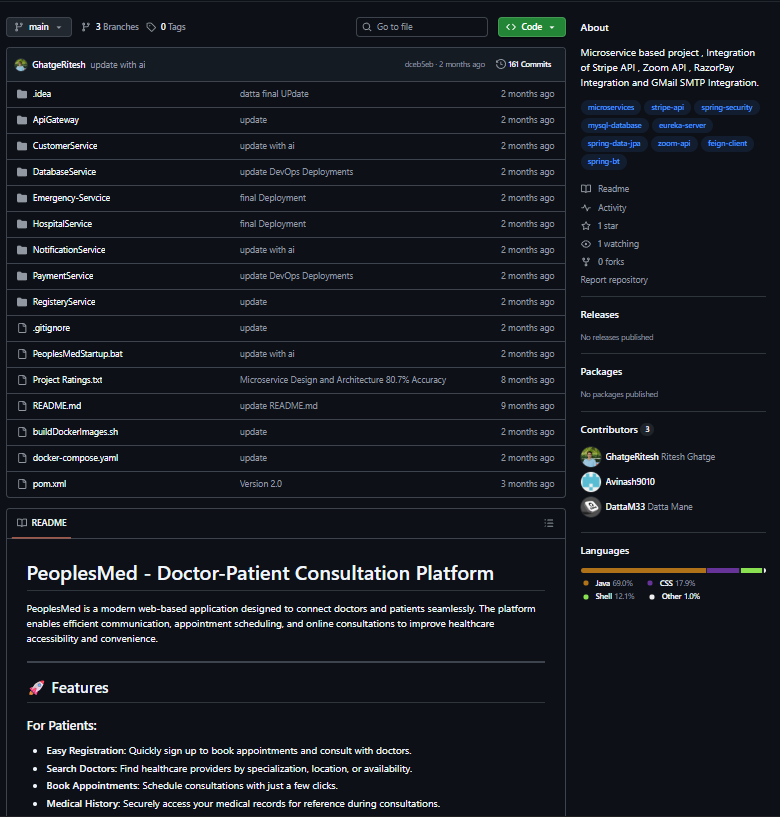 main 3 Branches 0 Tags Go to file Code
GhatgeRitesh update with ai dceb5eb · 2 months ago 161 Commits
.idea datta final UPdate 2 months ago
ApiGateway update 2 months ago
CustomerService update with ai 2 months ago
DatabaseService update DevOps Deployments 2 months ago
Emergency-Servcice final Deployment 2 months ago
HospitalService final Deployment 2 months ago
NotificationService update with ai 2 months ago
PaymentService update DevOps Deployments 2 months ago
RegisteryService update 2 months ago
.gitignore update 2 months ago
PeoplesMedStartup.bat update with ai 2 months ago
Project Ratings.txt Microservice Design and Architecture 80.7% Accuracy 8 months ago
README.md update README.md 9 months ago
buildDockerImages.sh update 2 months ago
docker-compose.yaml update 2 months ago
pom.xml Version 2.0 3 months ago
README
PeoplesMed - Doctor-Patient Consultation Platform
PeoplesMed is a modern web-based application designed to connect doctors and patients seamlessly. The platform
enables efficient communication, appointment scheduling, and online consultations to improve healthcare
accessibility and convenience.
🚀 Features
For Patients:
• Easy Registration: Quickly sign up to book appointments and consult with doctors.
• Search Doctors: Find healthcare providers by specialization, location, or availability.
• Book Appointments: Schedule consultations with just a few clicks.
• Medical History: Securely access your medical records for reference during consultations.
About
Microservice based project , Integration
of Stripe API , Zoom API , RazorPay
Integration and GMail SMTP Integration.
microservices stripe-api spring-security
mysql-database eureka-server
spring-data-jpa zoom-api feign-client
spring-bt
Readme
Activity
1 star
1 watching
0 forks
Report repository
Releases
No releases published
Packages
No packages published
Contributors 3
GhatgeRitesh Ritesh Ghatge
Avinash9010
DattaM33 Datta Mane
Languages
Java 69.0% CSS 17.9%
Shell 12.1% Other 1.0%